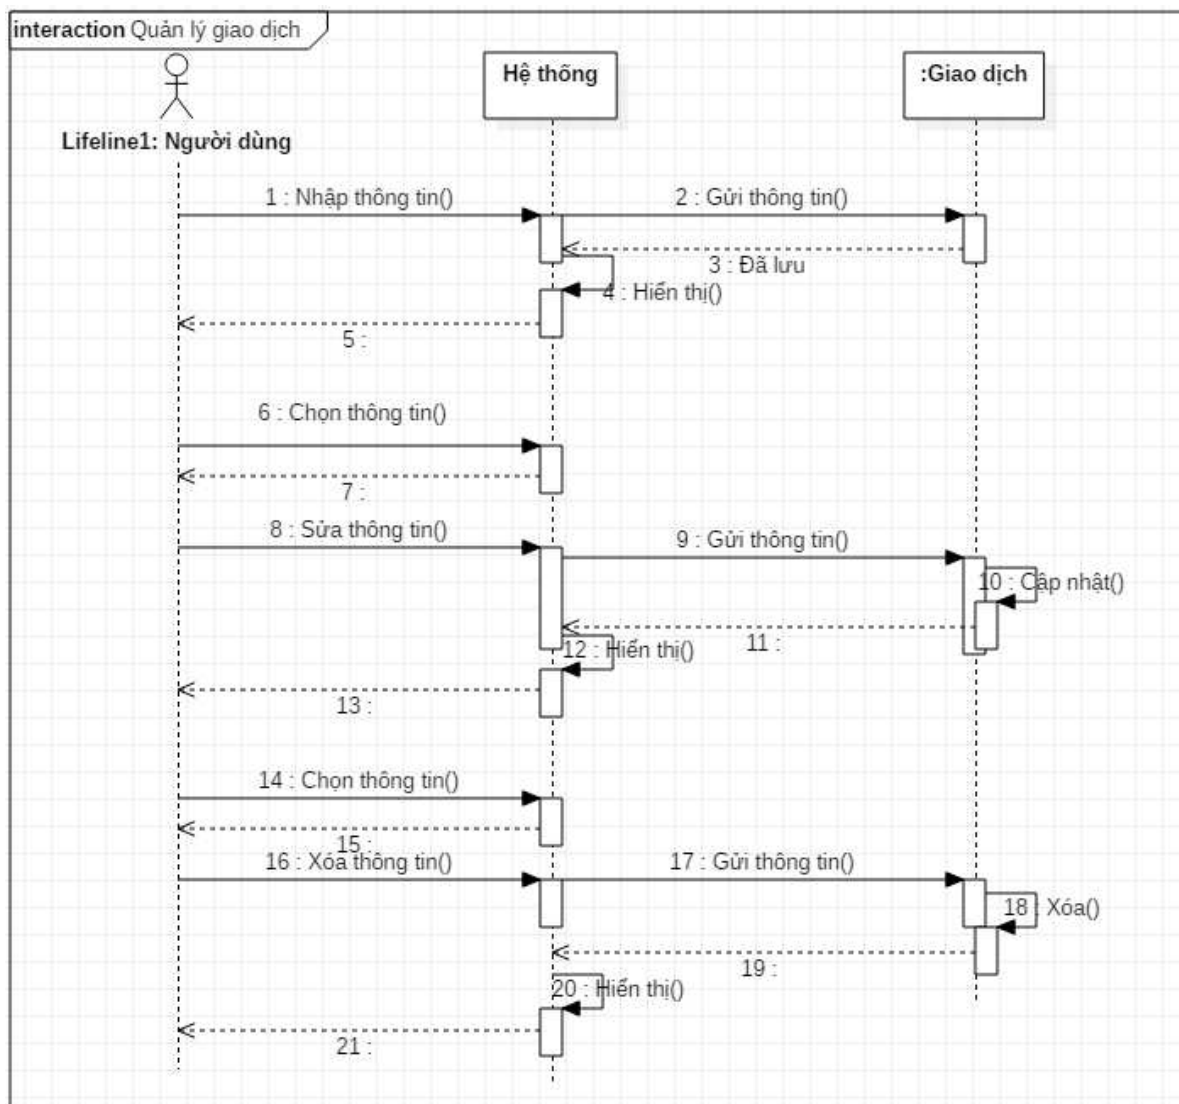 interaction Quản lý giao dịch
Hệ thống
:Giao dịch
Lifeline1: Người dùng
1 : Nhập thông tin()
2 : Gửi thông tin()
3 : Đã lưu
4 : Hiển thị()
5 :
6 : Chọn thông tin()
7 :
8 : Sửa thông tin()
9 : Gửi thông tin()
10 : Cập nhật()
11 :
12 : Hiển thị()
13 :
14 : Chọn thông tin()
15 :
16 : Xóa thông tin()
17 : Gửi thông tin()
18 : Xóa()
19 :
20 : Hiển thị()
21 :